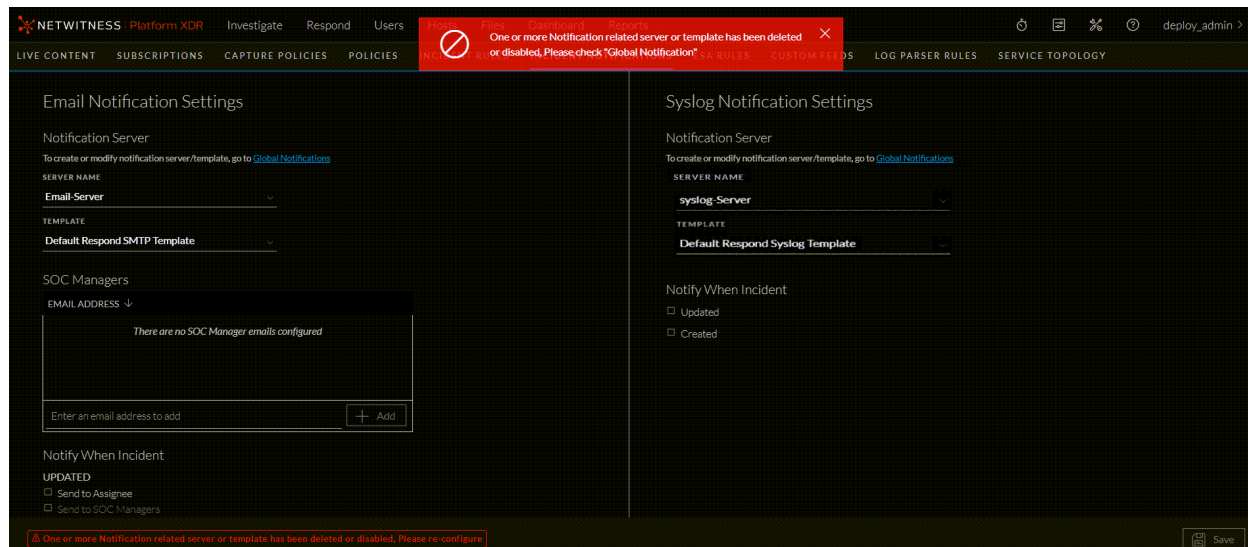 NETWITNESS Platform XDR Investigate Respond Users Hosts Files Dashboard Reports deploy_admin >
One or more Notification related server or template has been deleted
or disabled, Please check "Global Notification"
LIVE CONTENT SUBSCRIPTIONS CAPTURE POLICIES POLICIES INCIDENT RULES INCIDENT NOTIFICATIONS ESA RULES CUSTOM FEEDS LOG PARSER RULES SERVICE TOPOLOGY
Email Notification Settings
Notification Server
To create or modify notification server/template, go to Global Notifications
SERVER NAME
Email-Server
TEMPLATE
Default Respond SMTP Template
SOC Managers
EMAIL ADDRESS ↓
There are no SOC Manager emails configured
Enter an email address to add
+ Add
Notify When Incident
UPDATED
Send to Assignee
Send to SOC Managers
Syslog Notification Settings
Notification Server
To create or modify notification server/template, go to Global Notifications
SERVER NAME
syslog-Server
TEMPLATE
Default Respond Syslog Template
Notify When Incident
Updated
Created
One or more Notification related server or template has been deleted or disabled, Please re-configure
Save